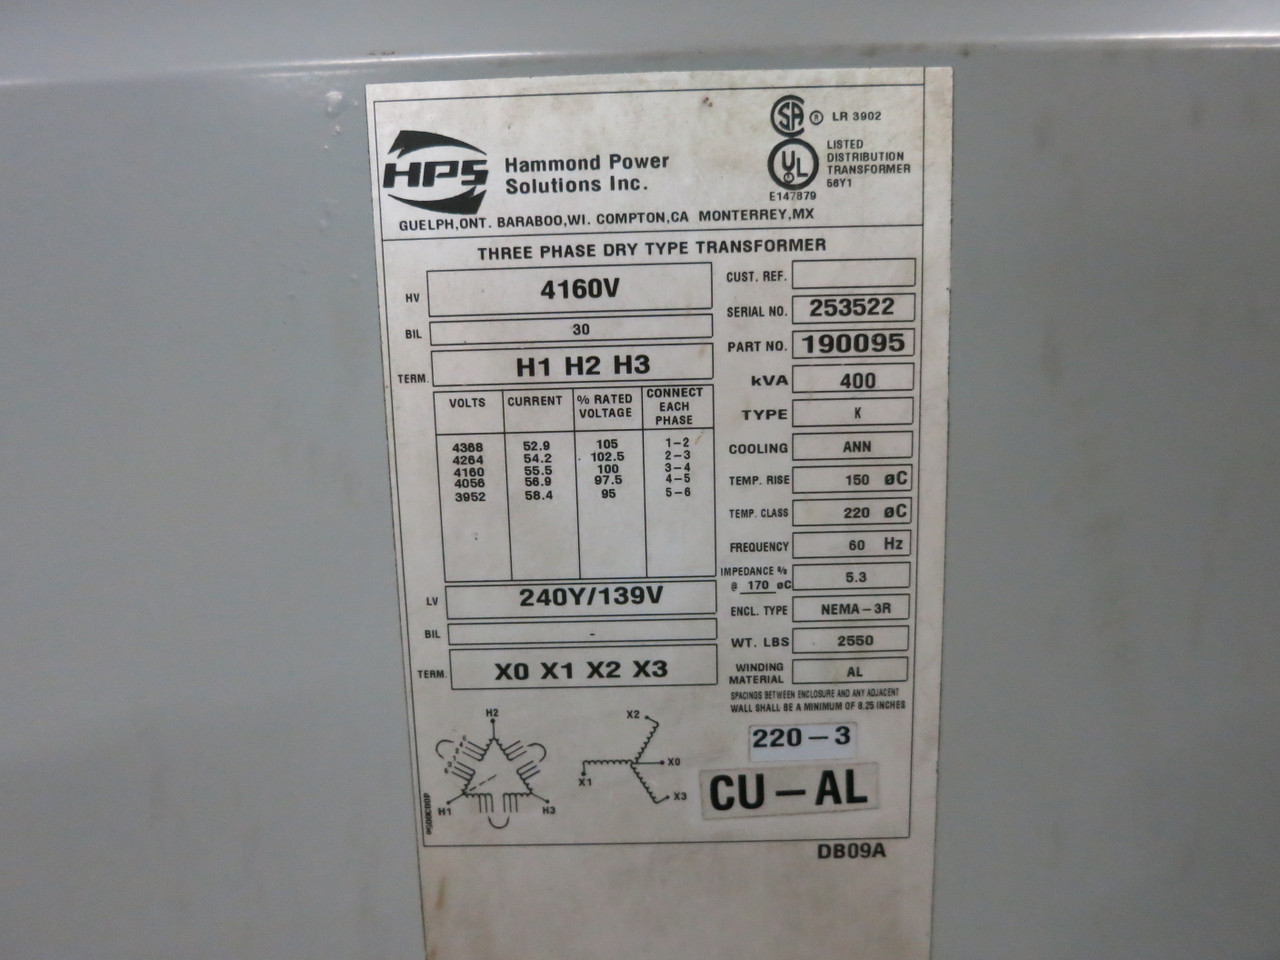 HPS
Hammond Power
Solutions Inc.
SA ® LR 3902
UL
LISTED
DISTRIBUTION
TRANSFORMER
56Y1
E147879
GUELPH,ONT. BARABOO,WI. COMPTON,CA MONTERREY,MX
THREE PHASE DRY TYPE TRANSFORMER
HV 4160V
BIL 30
TERM. H1 H2 H3
VOLTS CURRENT % RATED VOLTAGE CONNECT EACH PHASE
4368 52.9 105 1-2
4264 54.2 102.5 2-3
4160 55.5 100 3-4
4056 56.9 97.5 4-5
3952 58.4 95 5-6
LV 240Y/139V
BIL -
TERM. X0 X1 X2 X3
CUST. REF.
SERIAL NO. 253522
PART NO. 190095
kVA 400
TYPE K
COOLING ANN
TEMP. RISE 150 øC
TEMP. CLASS 220 øC
FREQUENCY 60 Hz
IMPEDANCE %
@ 170 øC 5.3
ENCL. TYPE NEMA-3R
WT. LBS 2550
WINDING
MATERIAL AL
SPACINGS BETWEEN ENCLOSURE AND ANY ADJACENT
WALL SHALL BE A MINIMUM OF 8.25 INCHES
H2
H1
H3
X2
X0
X1
X3
220-3
CU-AL
DB09A